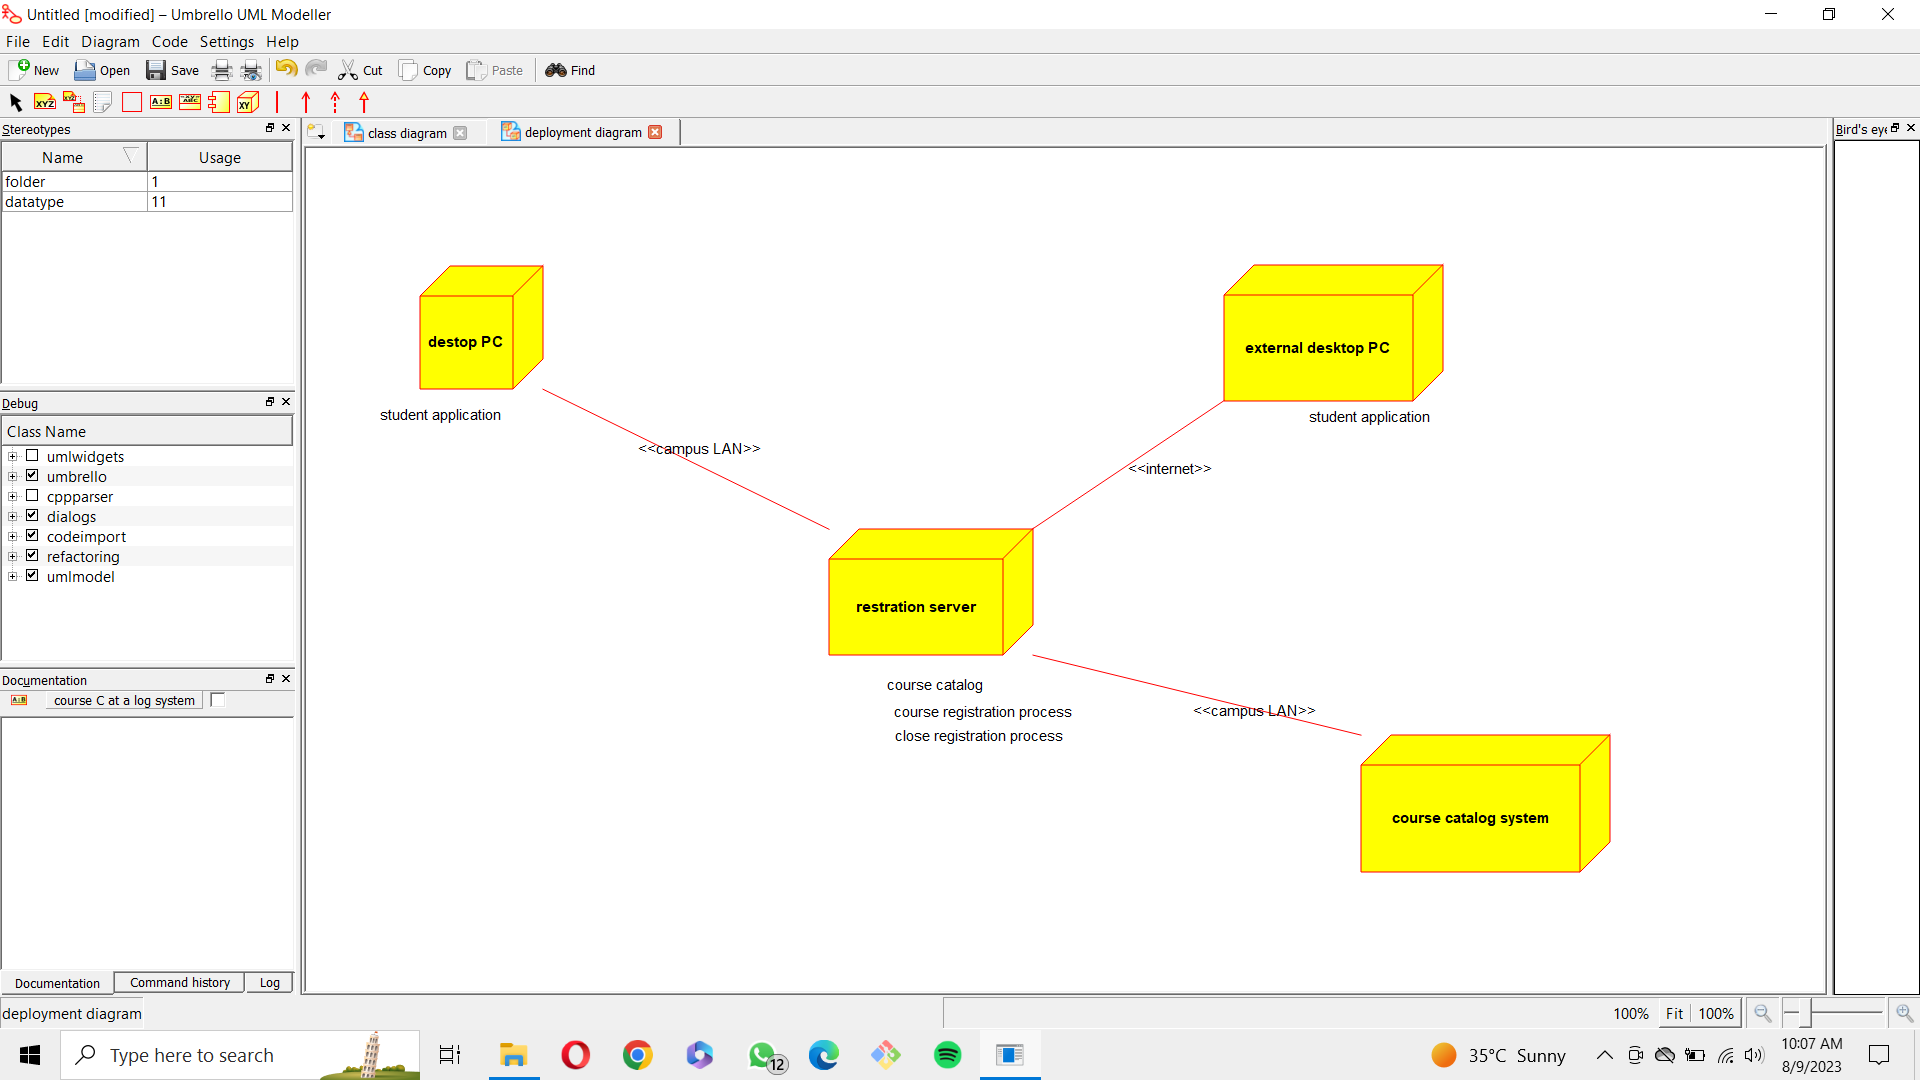 Untitled [modified] – Umbrello UML Modeller
File Edit Diagram Code Settings Help
New Open Save Cut Copy Paste Find
XYZ XYZ A:B ABC XY
Stereotypes
Name Usage
folder 1
datatype 11
Debug
Class Name
umlwidgets
umbrello
cppparser
dialogs
codeimport
refactoring
umlmodel
Documentation
A:B course C at a log system
Documentation Command history Log
class diagram deployment diagram
destop PC
student application
<<campus LAN>>
external desktop PC
student application
<<internet>>
restration server
course catalog
course registration process
close registration process
<<campus LAN>>
course catalog system
Bird's eye
deployment diagram
100% Fit 100%
Type here to search
12
35°C Sunny
10:07 AM
8/9/2023